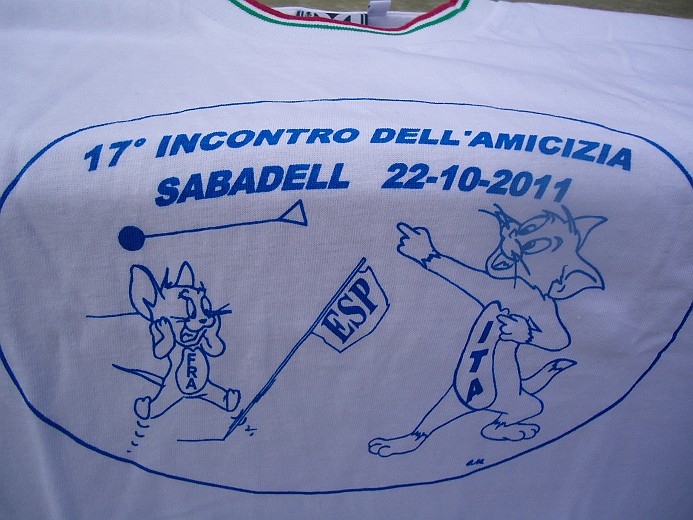 17° INCONTRO DELL'AMICIZIA
SABADELL 22-10-2011
ESP
FRA
ITA